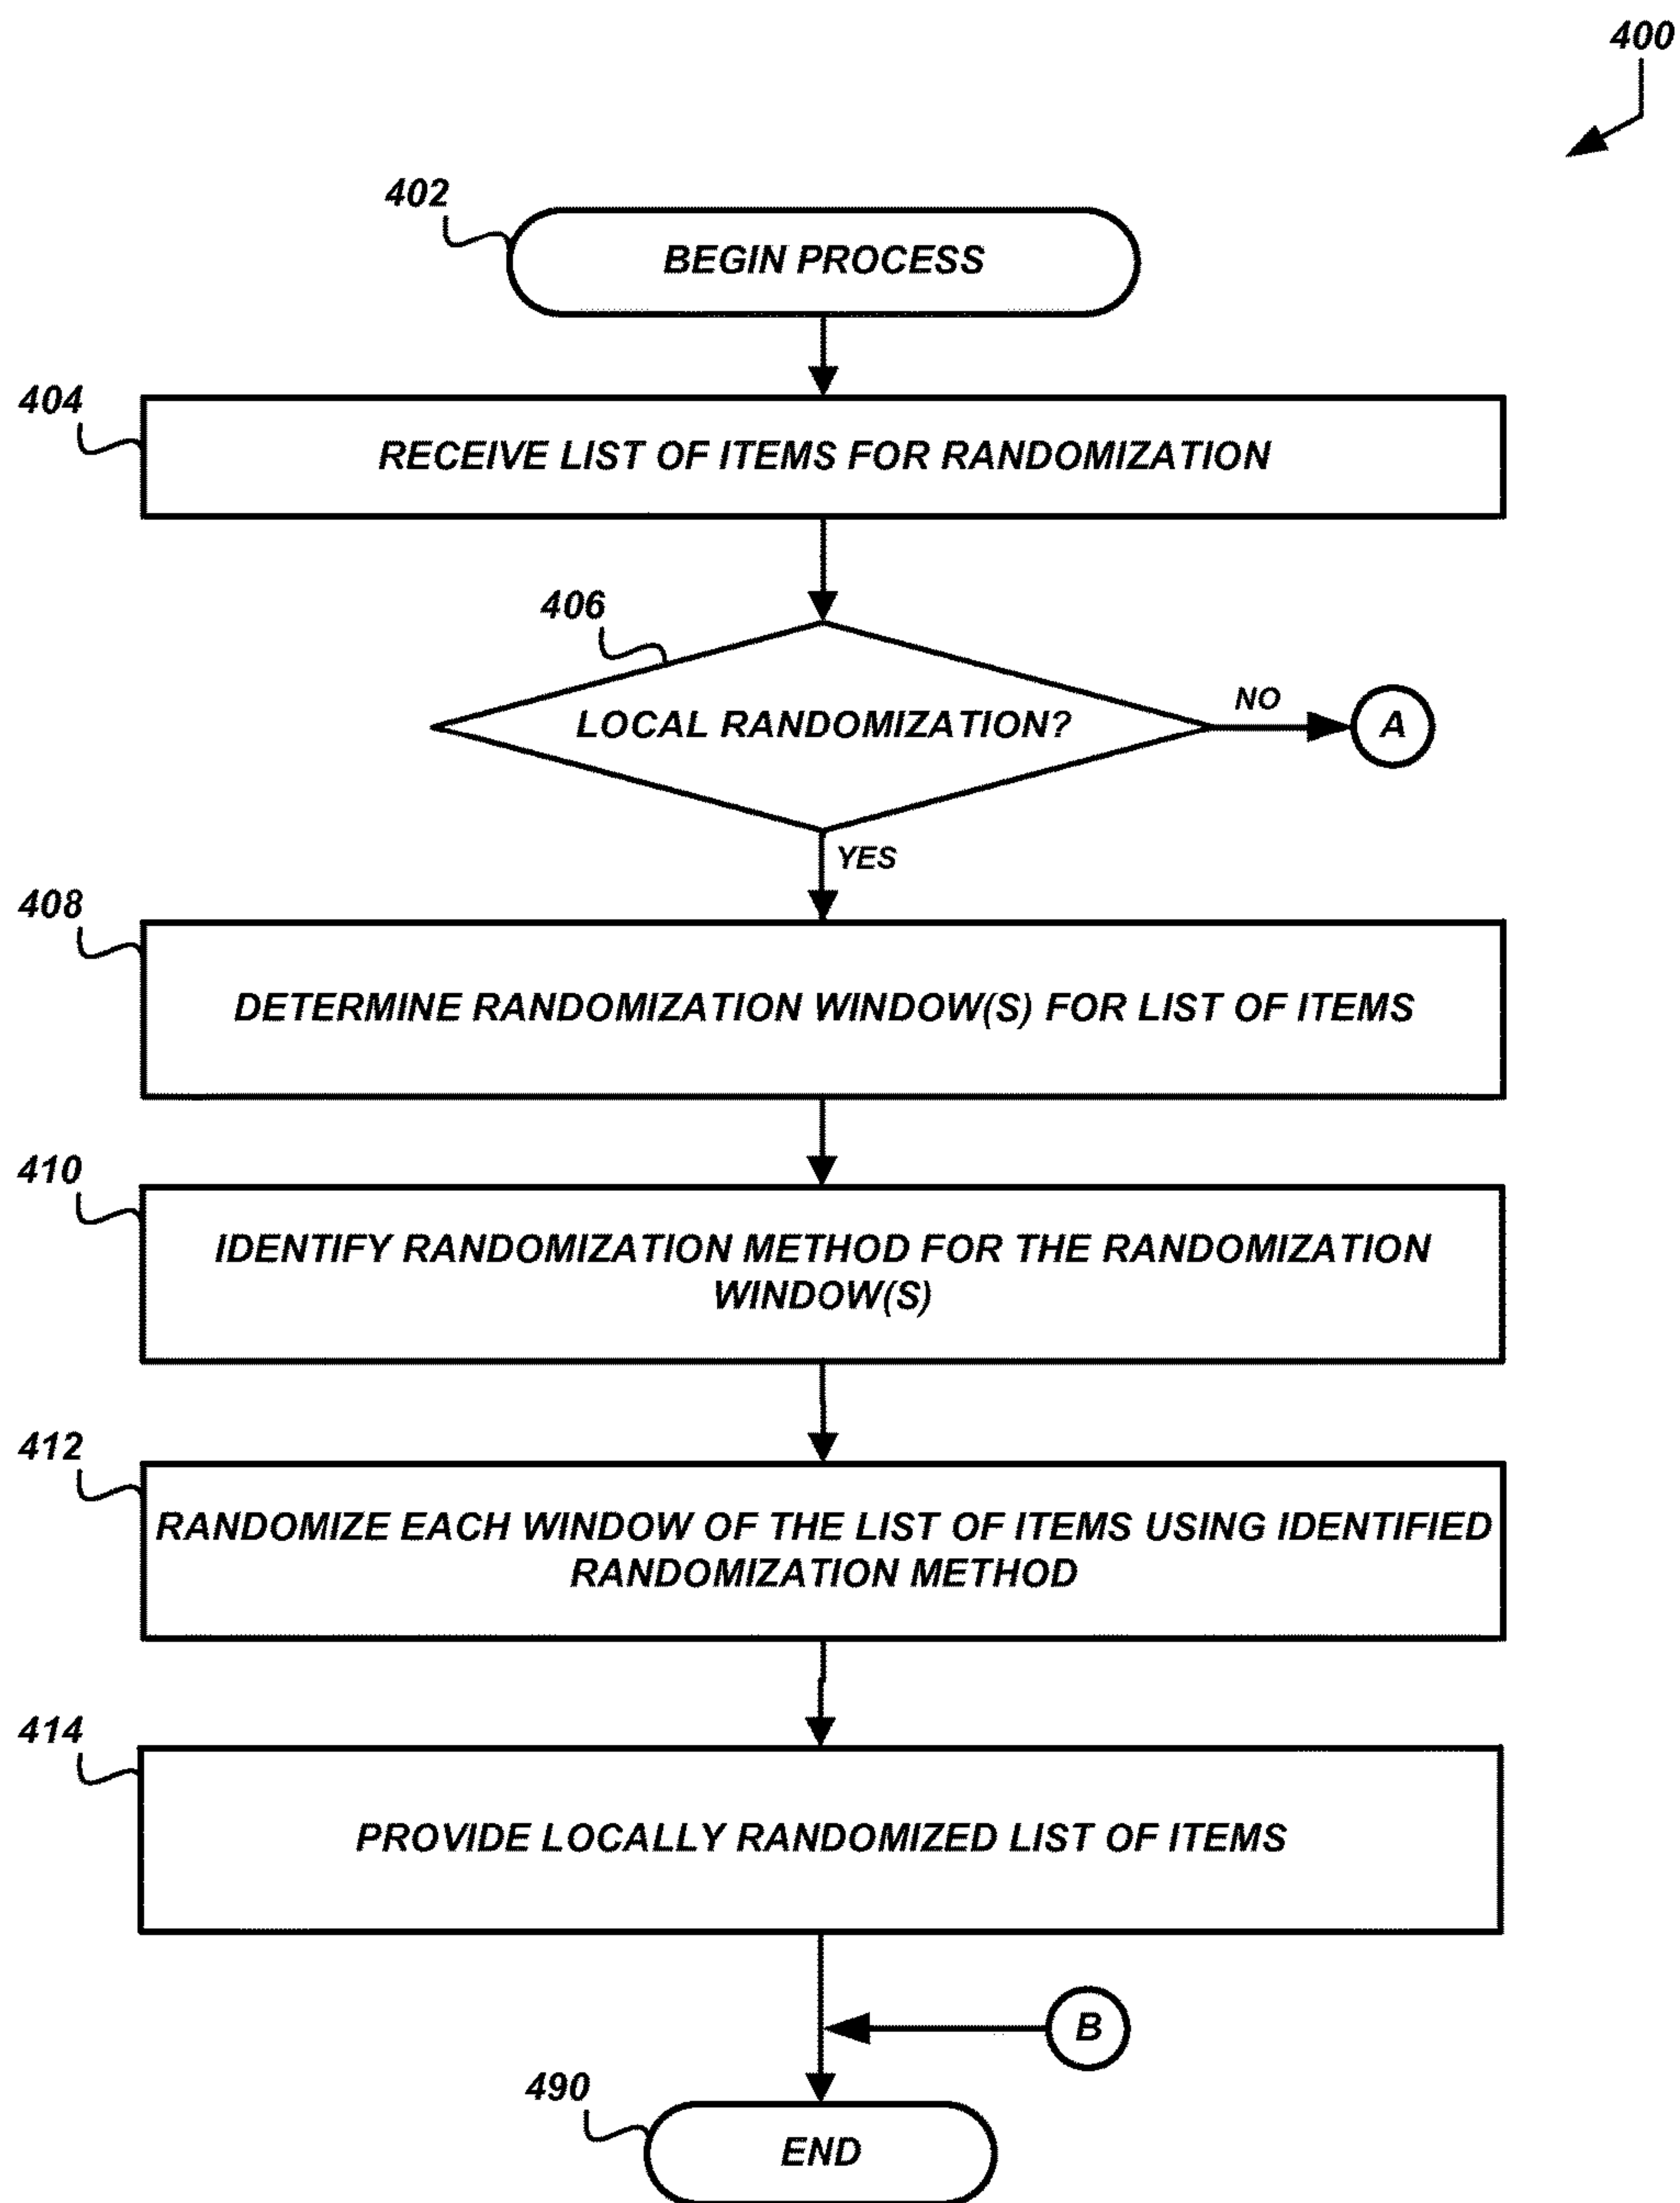 400
402
BEGIN PROCESS
404
RECEIVE LIST OF ITEMS FOR RANDOMIZATION
406
LOCAL RANDOMIZATION?
NO
A
YES
408
DETERMINE RANDOMIZATION WINDOW(S) FOR LIST OF ITEMS
410
IDENTIFY RANDOMIZATION METHOD FOR THE RANDOMIZATION
WINDOW(S)
412
RANDOMIZE EACH WINDOW OF THE LIST OF ITEMS USING IDENTIFIED
RANDOMIZATION METHOD
414
PROVIDE LOCALLY RANDOMIZED LIST OF ITEMS
B
490
END